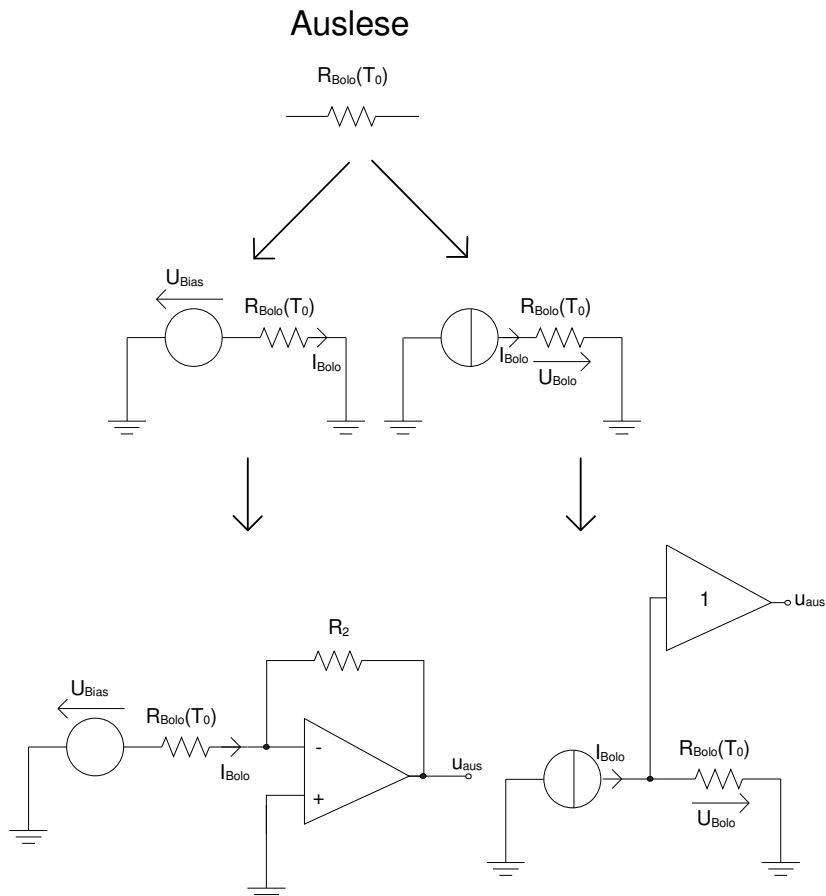 Auslese
R_Bolo(T_0)
U_Bias
R_Bolo(T_0)
I_Bolo
R_Bolo(T_0)
I_Bolo
U_Bolo
1
u_aus
R_2
U_Bias
R_Bolo(T_0)
I_Bolo
-
+
u_aus
I_Bolo
R_Bolo(T_0)
U_Bolo